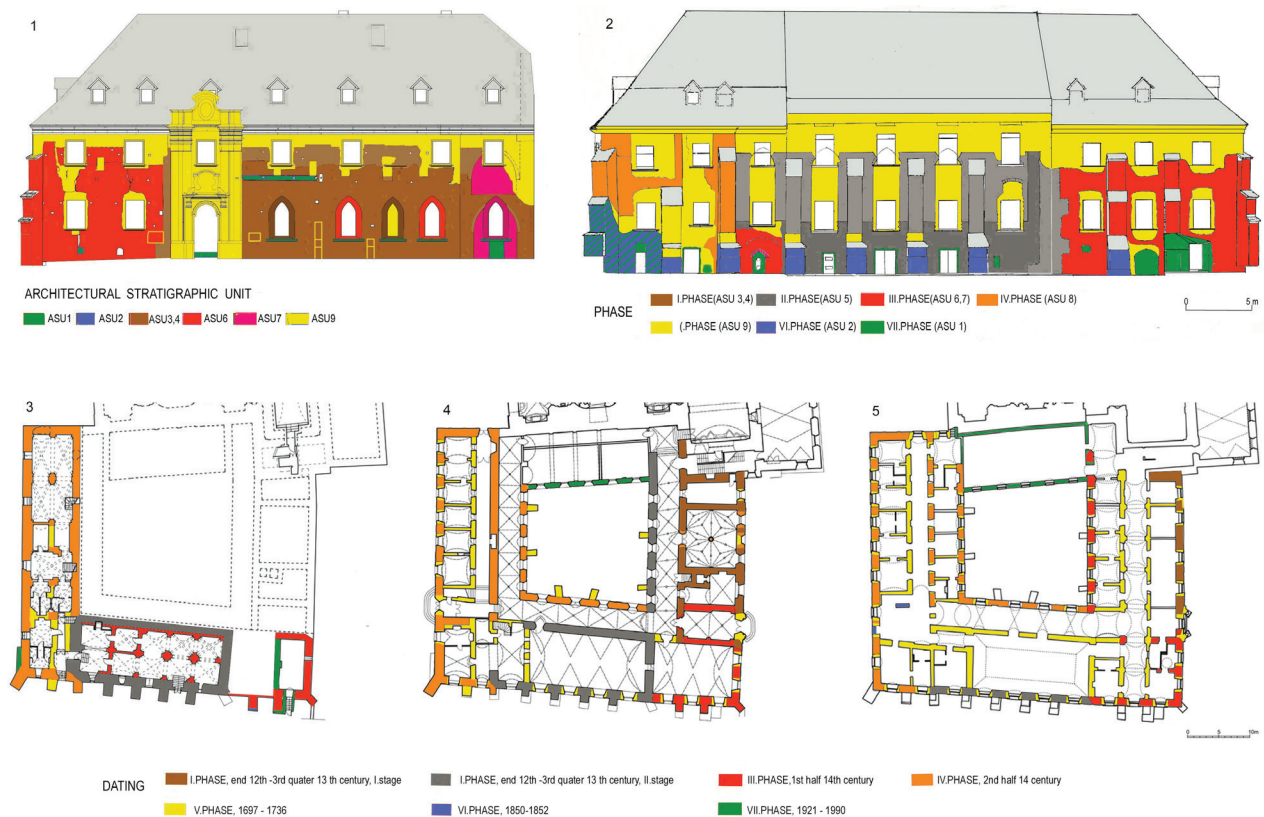 1
2
ARCHITECTURAL STRATIGRAPHIC UNIT
ASU1 ASU2 ASU3,4 ASU6 ASU7 ASU9
PHASE
I.PHASE(ASU 3,4) II.PHASE(ASU 5) III.PHASE(ASU 6,7) IV.PHASE (ASU 8)
(.PHASE (ASU 9) VI.PHASE (ASU 2) VII.PHASE (ASU 1)
0 5 m
3
4
5
0 5 10m
DATING
I.PHASE, end 12th -3rd quater 13 th century, I.stage I.PHASE, end 12th -3rd quater 13 th century, II.stage III.PHASE,1st half 14th century IV.PHASE, 2nd half 14 century
V.PHASE, 1697 - 1736 VI.PHASE, 1850-1852 VII.PHASE, 1921 - 1990